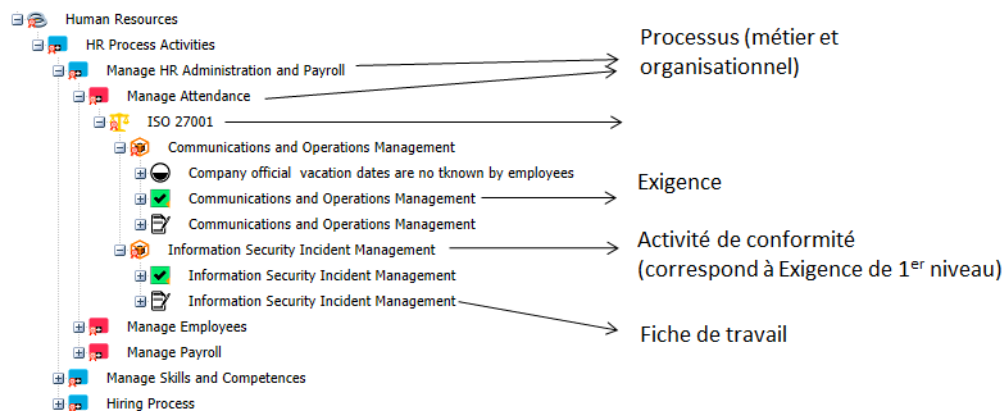 Human Resources
HR Process Activities
Manage HR Administration and Payroll
Manage Attendance
ISO 27001
Communications and Operations Management
Company official vacation dates are no tknown by employees
Communications and Operations Management
Communications and Operations Management
Information Security Incident Management
Information Security Incident Management
Information Security Incident Management
Manage Employees
Manage Payroll
Manage Skills and Competences
Hiring Process
Processus (métier et
organisationnel)
Exigence
Activité de conformité
(correspond à Exigence de 1er niveau)
Fiche de travail